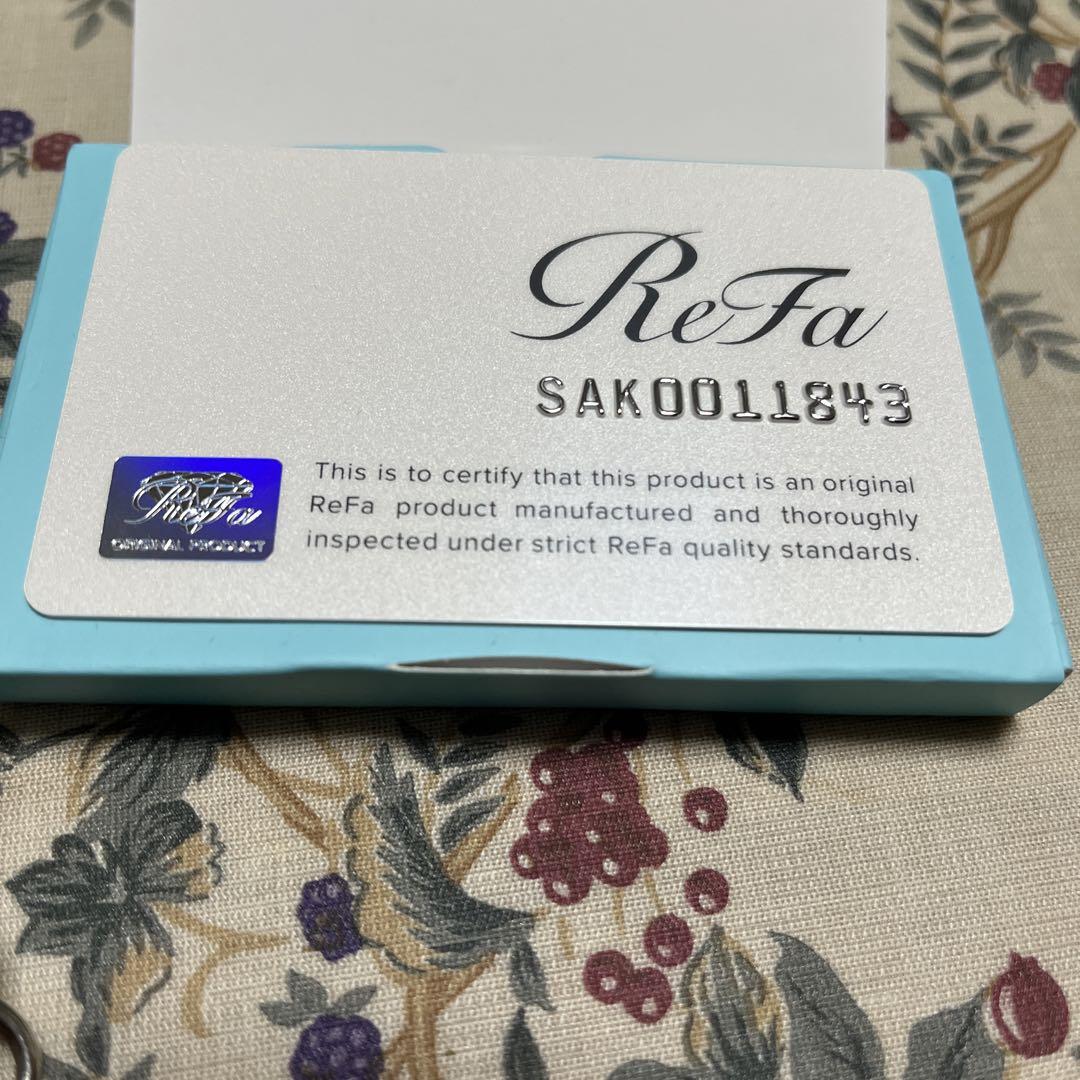 ReFa
SAK0011843
This is to certify that this product is an original
ReFa product manufactured and thoroughly
inspected under strict ReFa quality standards.
ReFa
ORIGINAL PRODUCT